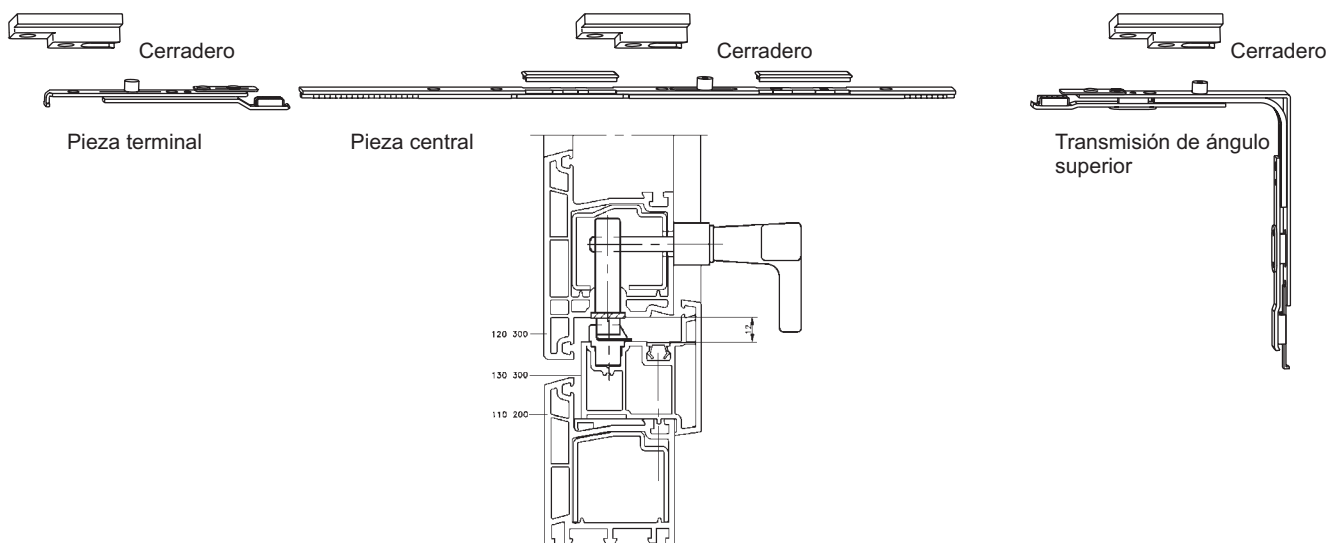 Cerradero
Cerradero
Cerradero
Pieza terminal
Pieza central
Transmisión de ángulo
superior
12
120 300
130 300
110 200